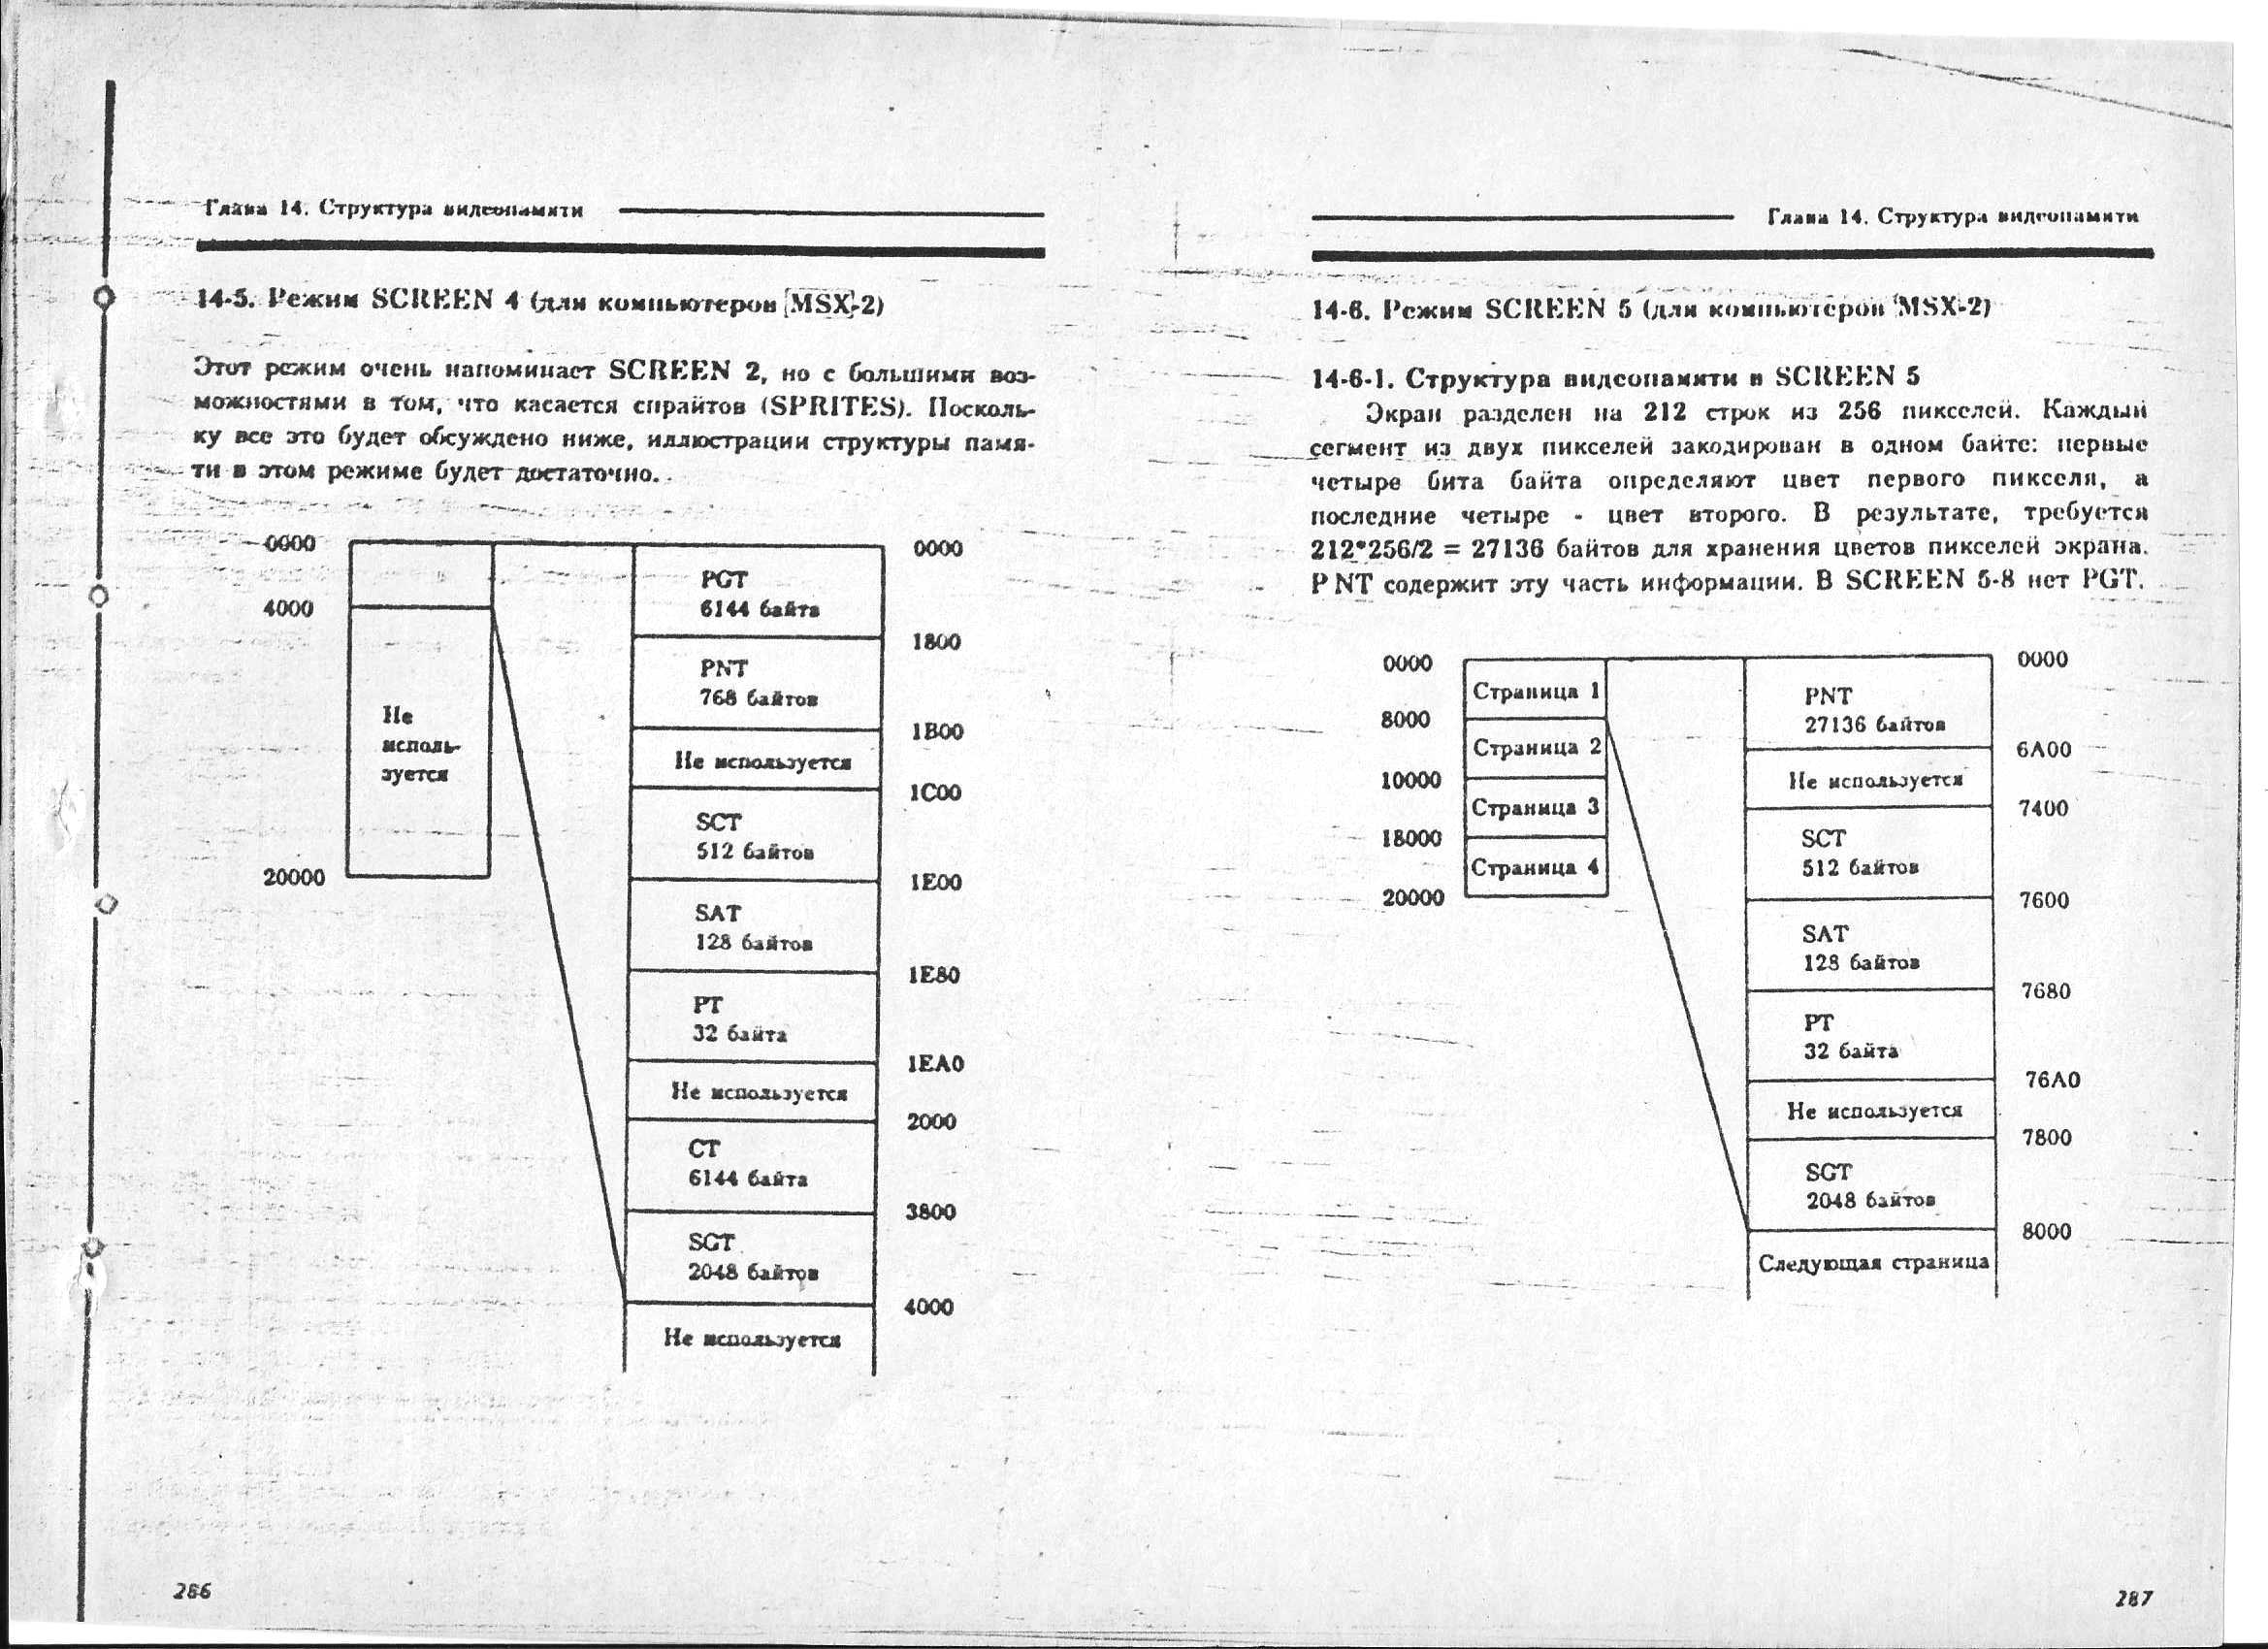 Глава 14. Структура видеопамяти
14-5. Режим SCREEN 4 (для компьютеров MSX-2)
Этот режим очень напоминает SCREEN 2, но с большими воз-
можностями в том, что касается спрайтов (SPRITES). Посколь-
ку все это будет обсуждено ниже, иллюстрации структуры памя-
ти в этом режиме будет достаточно.
0000
4000
20000
Не
исполь-
зуется
PGT
6144 байта
PNT
768 байтов
Не используется
SCT
512 байтов
SAT
128 байтов
PT
32 байта
Не используется
CT
6144 байта
SGT
2048 байтов
Не используется
0000
1800
1B00
1C00
1E00
1E80
1EA0
2000
3800
4000
286
Глава 14. Структура видеопамяти
14-6. Режим SCREEN 5 (для компьютеров MSX-2)
14-6-1. Структура видеопамяти в SCREEN 5
Экран разделен на 212 строк из 256 пикселей. Каждый
сегмент из двух пикселей закодирован в одном байте: первые
четыре бита байта определяют цвет первого пикселя, а
последние четыре - цвет второго. В результате, требуется
212*256/2 = 27136 байтов для хранения цветов пикселей экрана.
PNT содержит эту часть информации. В SCREEN 5-8 нет PGT.
0000
8000
10000
18000
20000
Страница 1
Страница 2
Страница 3
Страница 4
PNT
27136 байтов
Не используется
SCT
512 байтов
SAT
128 байтов
PT
32 байта
Не используется
SGT
2048 байтов
Следующая страница
0000
6A00
7400
7600
7680
76A0
7800
8000
287